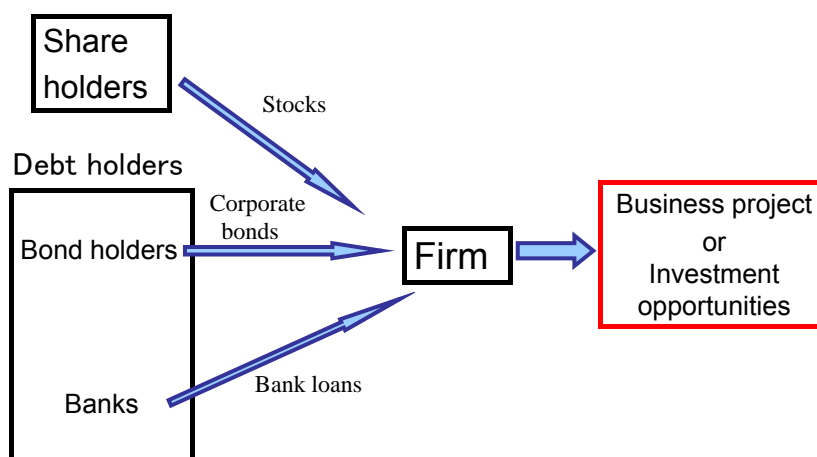 Share
holders
Stocks
Debt holders
Bond holders
Corporate
bonds
Banks
Bank loans
Firm
Business project
or
Investment
opportunities